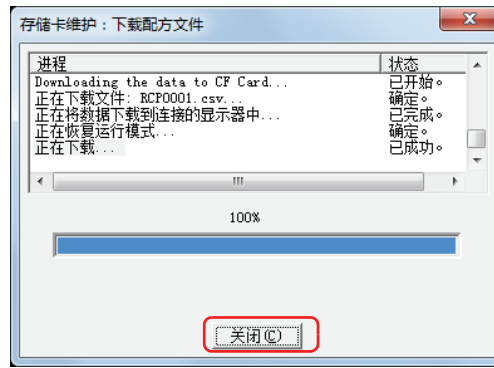 存储卡维护：下载配方文件
进程 状态
Downloading the data to CF Card... 已开始。
正在下载文件: RCP0001.csv... 确定。
正在将数据下载到连接的显示器中... 已完成。
正在恢复运行模式... 确定。
正在下载... 已成功。
100%
关闭(C)